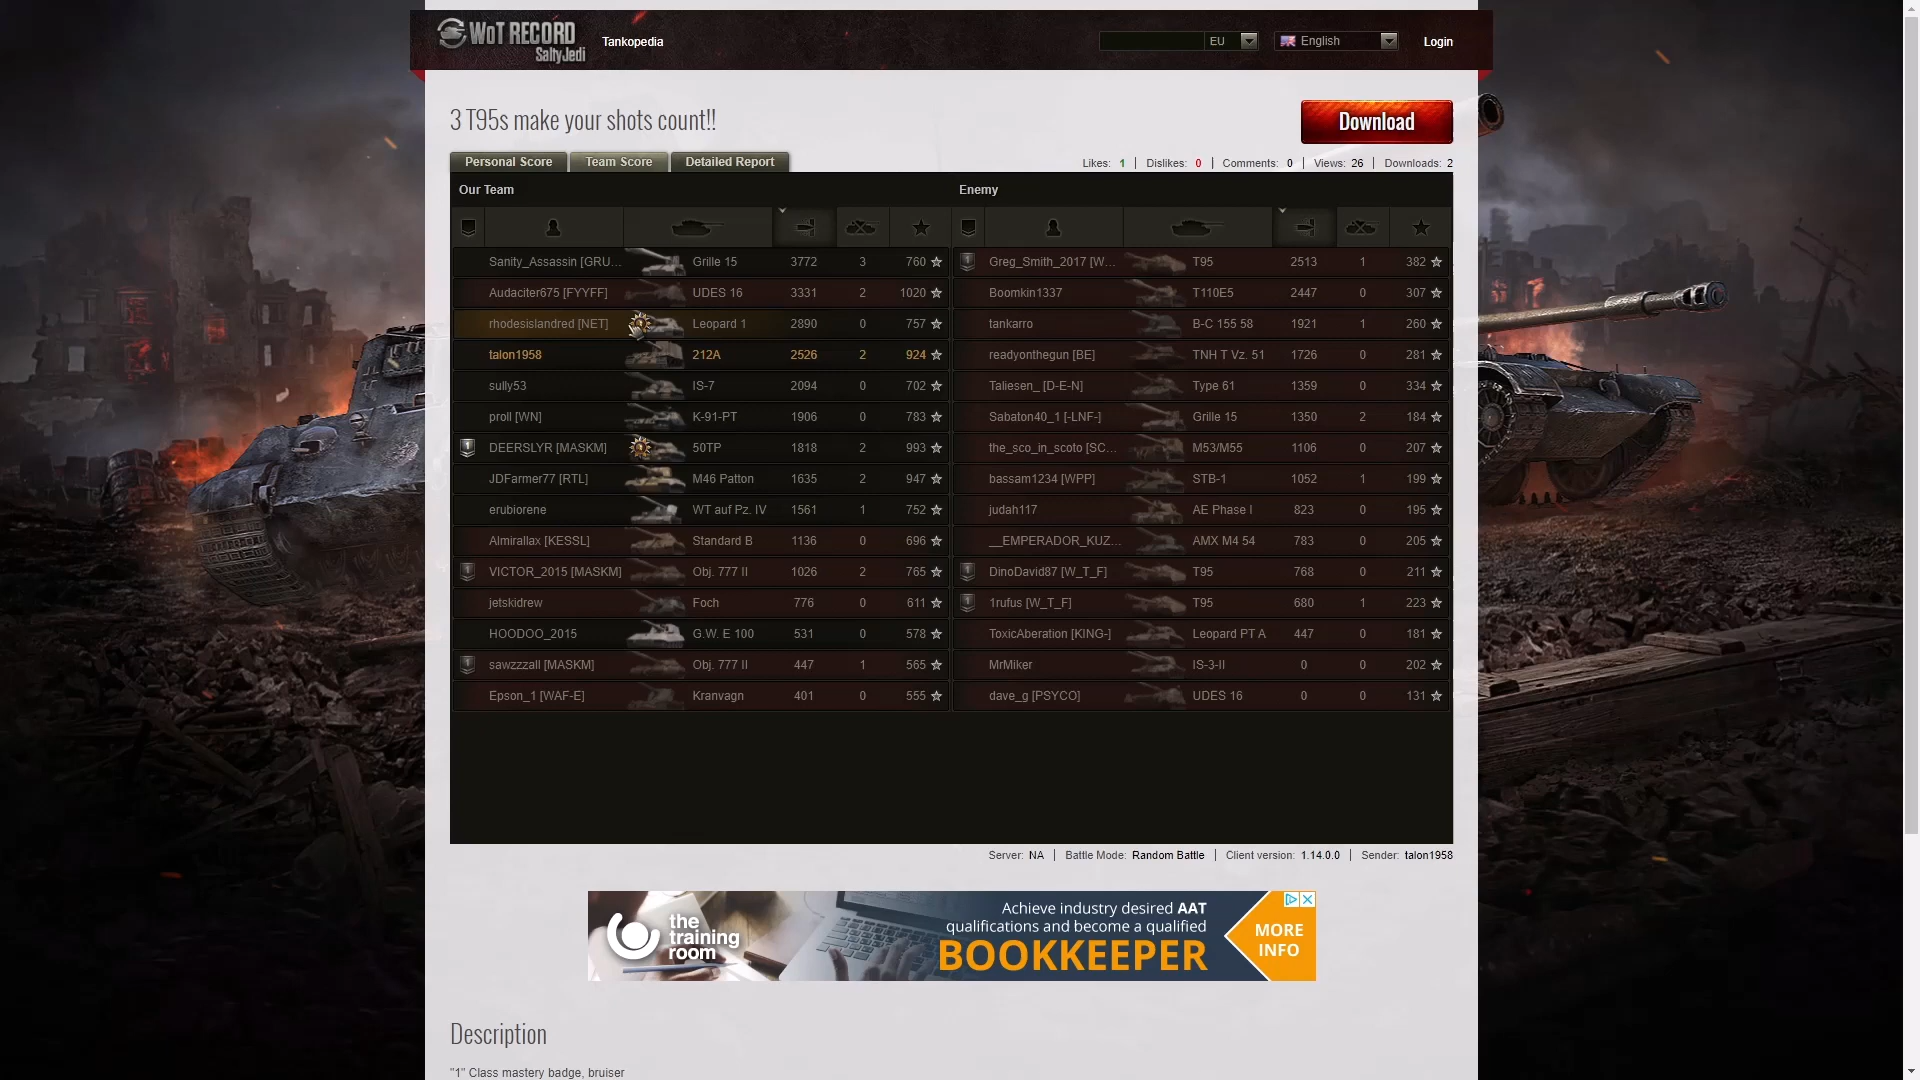 WoT RECORD
SaltyJedi
Tankopedia
EU
English
Login
3 T95s make your shots count!!
Download
Personal Score
Team Score
Detailed Report
Likes: 1 | Dislikes: 0 | Comments: 0 | Views: 26 | Downloads: 2
Our Team
Enemy
Sanity_Assassin [GRU... Grille 15 3772 3 760
Greg_Smith_2017 [W... T95 2513 1 382
Audaciter675 [FYYFF] UDES 16 3331 2 1020
Boomkin1337 T110E5 2447 0 307
rhodesislandred [NET] Leopard 1 2890 0 757
tankarro B-C 155 58 1921 1 260
talon1958 212A 2526 2 924
readyonthegun [BE] TNH T Vz. 51 1726 0 281
sully53 IS-7 2094 0 702
Taliesen_ [D-E-N] Type 61 1359 0 334
proll [WN] K-91-PT 1906 0 783
Sabaton40_1 [-LNF-] Grille 15 1350 2 184
DEERSLYR [MASKM] 50TP 1818 2 993
the_sco_in_scoto [SC... M53/M55 1106 0 207
JDFarmer77 [RTL] M46 Patton 1635 2 947
bassam1234 [WPP] STB-1 1052 1 199
erubiorene WT auf Pz. IV 1561 1 752
judah117 AE Phase I 823 0 195
Almirallax [KESSL] Standard B 1136 0 696
__EMPERADOR_KUZ... AMX M4 54 783 0 205
VICTOR_2015 [MASKM] Obj. 777 II 1026 2 765
DinoDavid87 [W_T_F] T95 768 0 211
jetskidrew Foch 776 0 611
1rufus [W_T_F] T95 680 1 223
HOODOO_2015 G.W. E 100 531 0 578
ToxicAberation [KING-] Leopard PT A 447 0 181
sawzzzall [MASKM] Obj. 777 II 447 1 565
MrMiker IS-3-II 0 0 202
Epson_1 [WAF-E] Kranvagn 401 0 555
dave_g [PSYCO] UDES 16 0 0 131
Server: NA | Battle Mode: Random Battle | Client version: 1.14.0.0 | Sender: talon1958
the
training
room
Achieve industry desired AAT
qualifications and become a qualified
BOOKKEEPER
MORE
INFO
Description
"1" Class mastery badge, bruiser